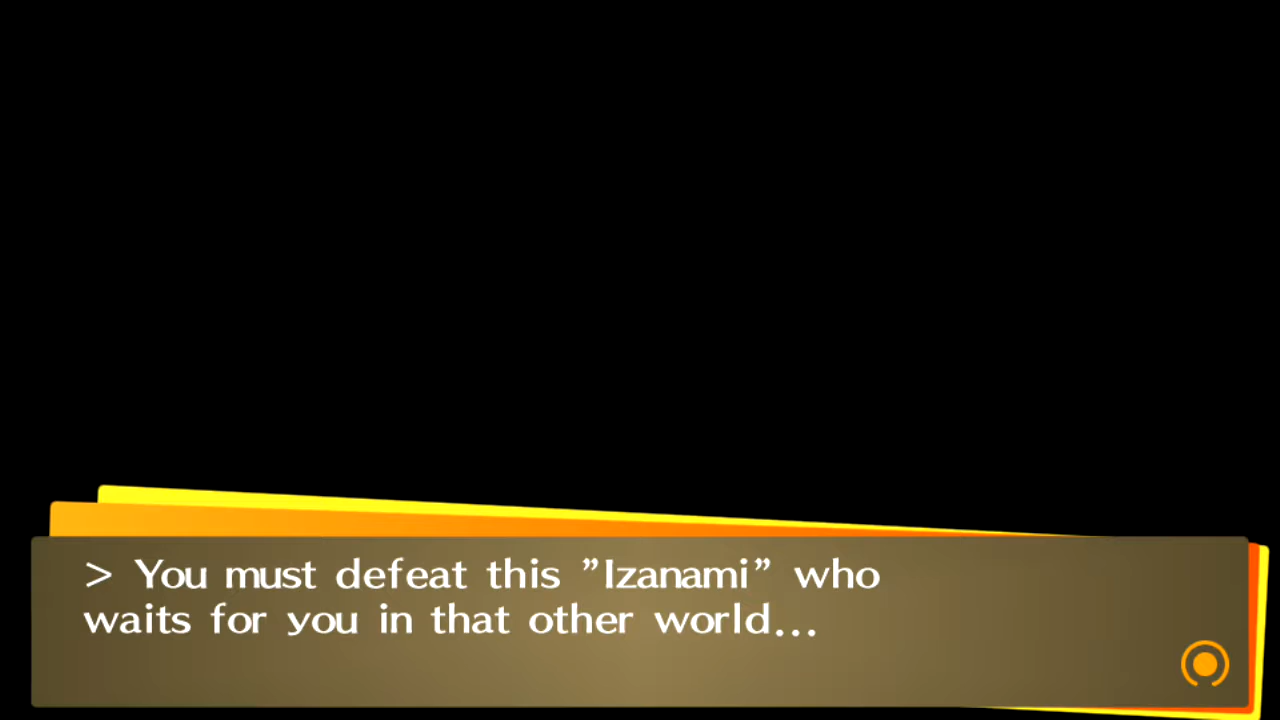 > You must defeat this ”Izanami” who
waits for you in that other world...